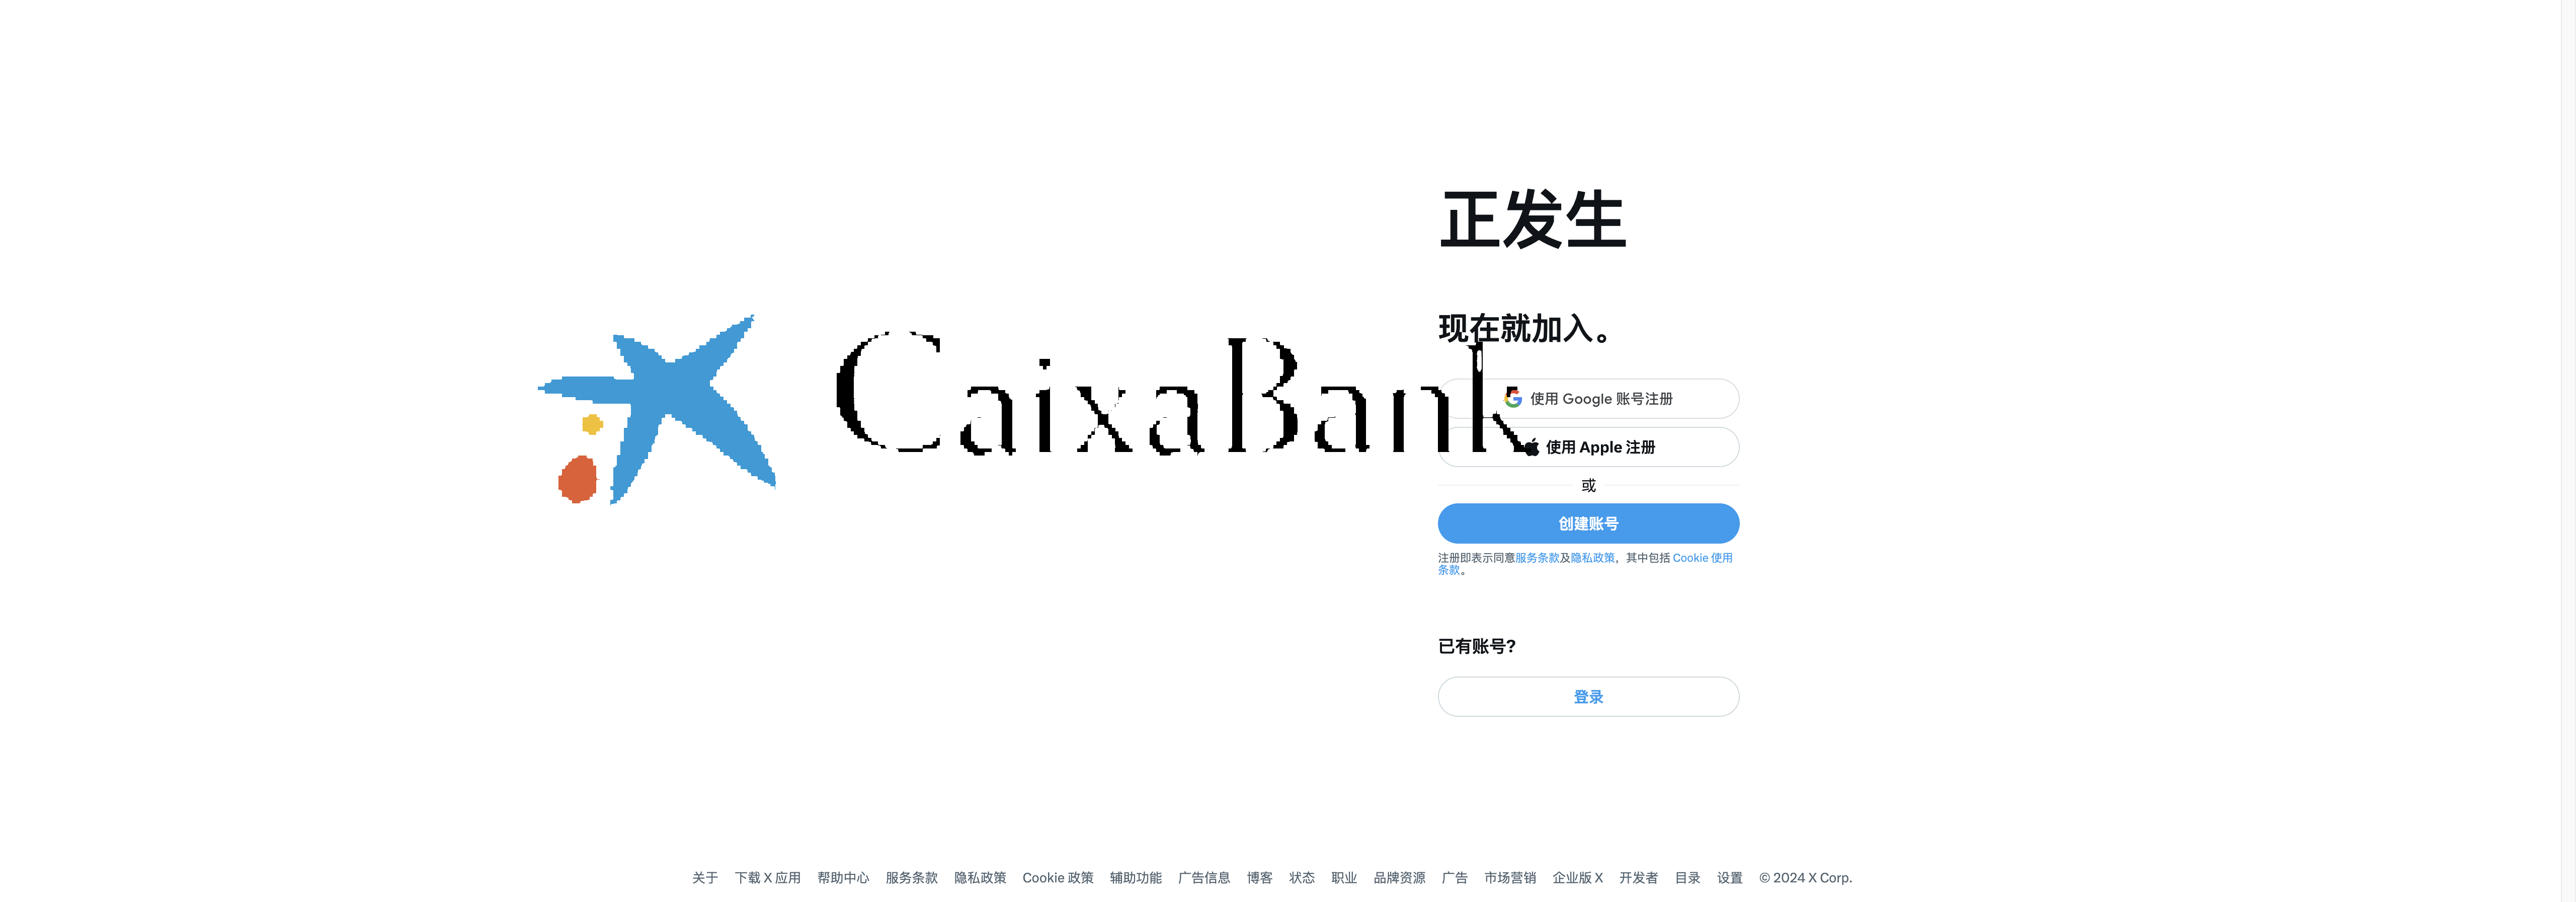 正发生
现在就加入。
CaixaBank
使用 Google 账号注册
使用 Apple 注册
或
创建账号
注册即表示同意服务条款及隐私政策，其中包括 Cookie 使用
条款。
已有账号?
登录
关于 下载 X 应用 帮助中心 服务条款 隐私政策 Cookie 政策 辅助功能 广告信息 博客 状态 职业 品牌资源 广告 市场营销 企业版 X 开发者 目录 设置 © 2024 X Corp.